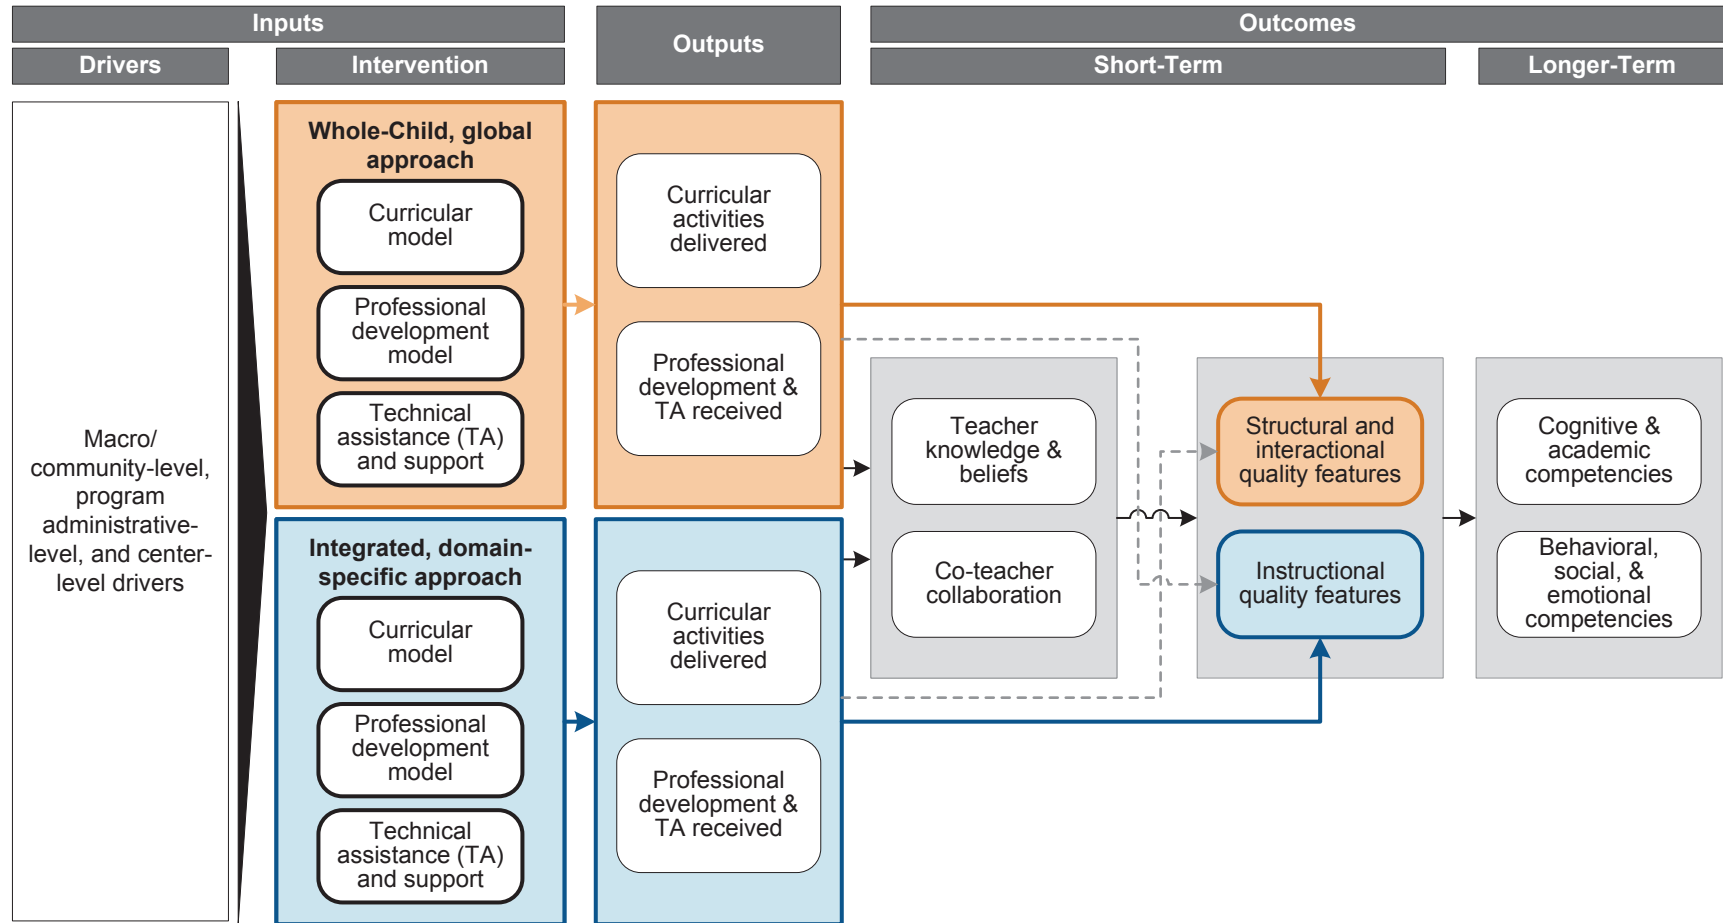 Inputs
Outputs
Outcomes
Drivers
Intervention
Short-Term
Longer-Term
Macro/
community-level,
program
administrative-
level, and center-
level drivers
Whole-Child, global
approach
Curricular
model
Professional
development
model
Technical
assistance (TA)
and support
Integrated, domain-
specific approach
Curricular
model
Professional
development
model
Technical
assistance (TA)
and support
Curricular
activities
delivered
Professional
development &
TA received
Curricular
activities
delivered
Professional
development &
TA received
Teacher
knowledge &
beliefs
Co-teacher
collaboration
Structural and
interactional
quality features
Instructional
quality features
Cognitive &
academic
competencies
Behavioral,
social, &
emotional
competencies